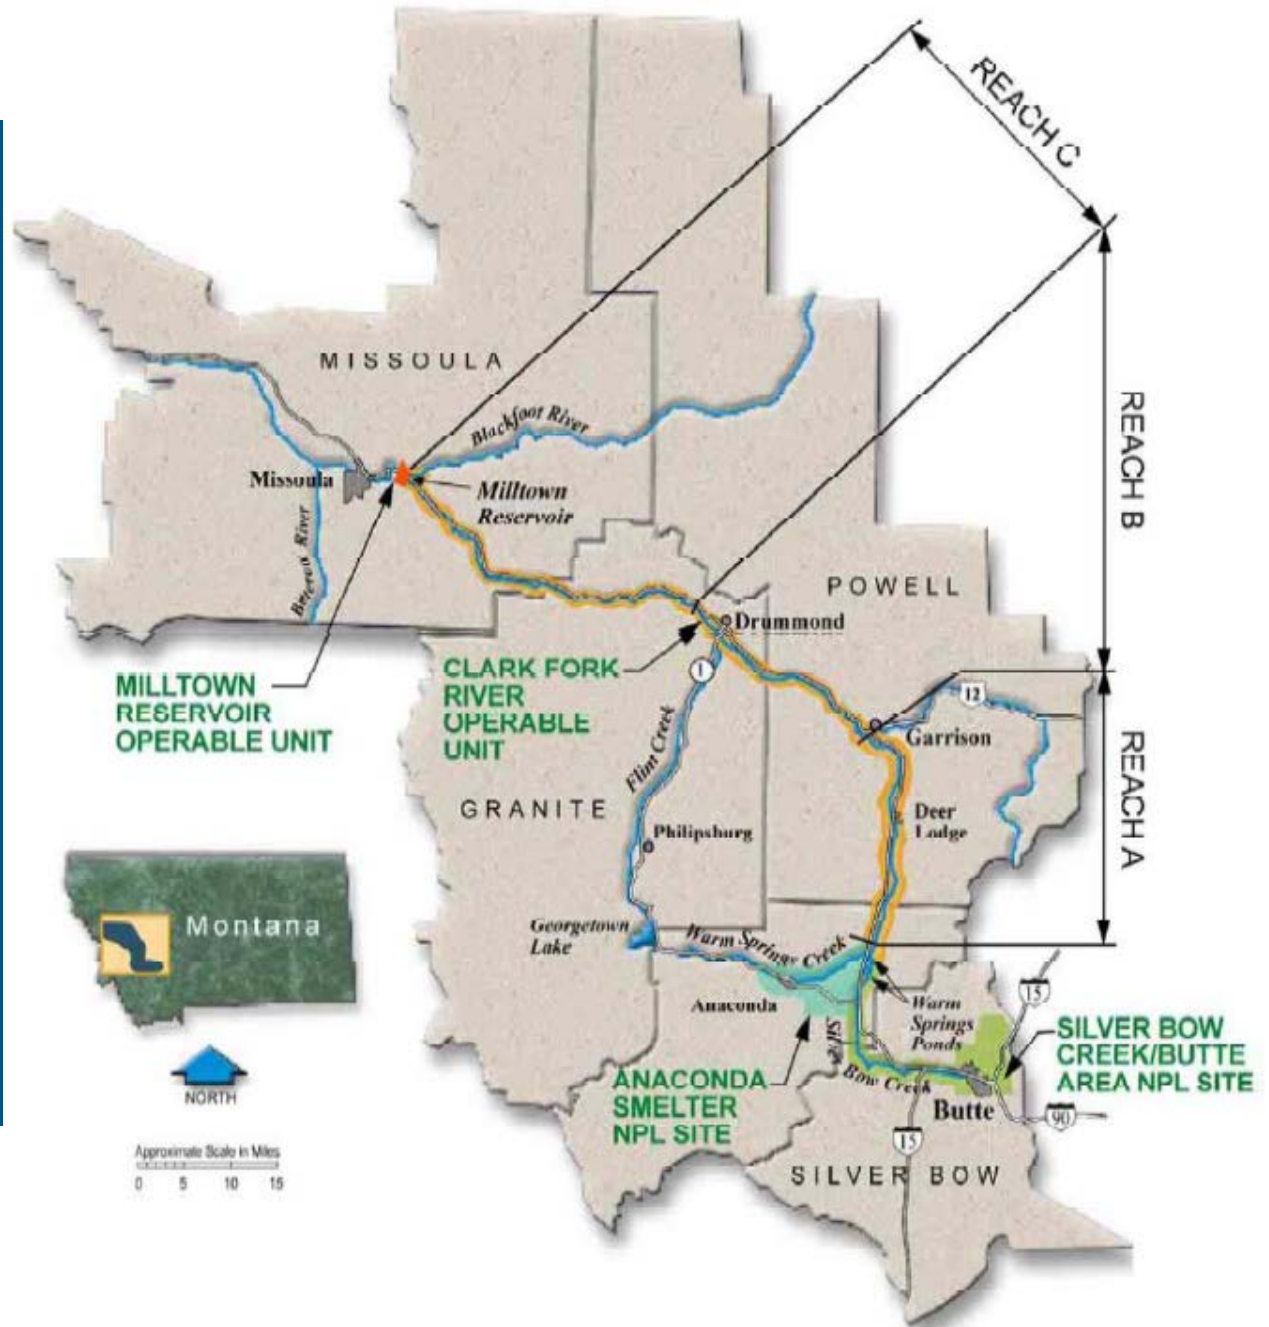 REACH C
REACH B
REACH A
MISSOULA
Blackfoot River
Missoula
Milltown
Reservoir
Bitterroot River
POWELL
Drummond
MILLTOWN
RESERVOIR
OPERABLE UNIT
CLARK FORK
RIVER
OPERABLE
UNIT
1
12
Garrison
Flint Creek
GRANITE
Deer
Lodge
Philipsburg
Montana
Georgetown
Lake
Warm Springs Creek
Anaconda
Warm
Springs
Ponds
15
SILVER BOW
CREEK/BUTTE
AREA NPL SITE
Silver
Bow Creek
ANACONDA
SMELTER
NPL SITE
Butte
90
15
SILVER BOW
NORTH
Approximate Scale in Miles
0 5 10 15